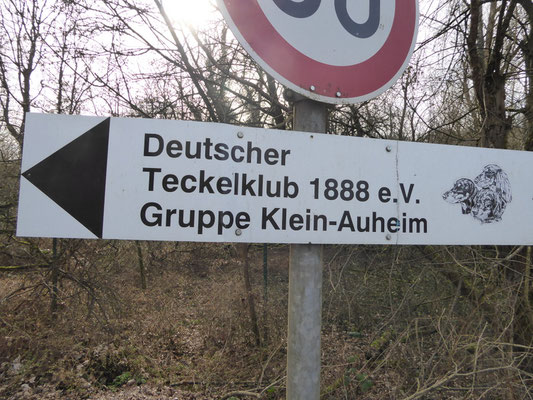 Deutscher
Teckelklub 1888 e.V.
Gruppe Klein-Auheim